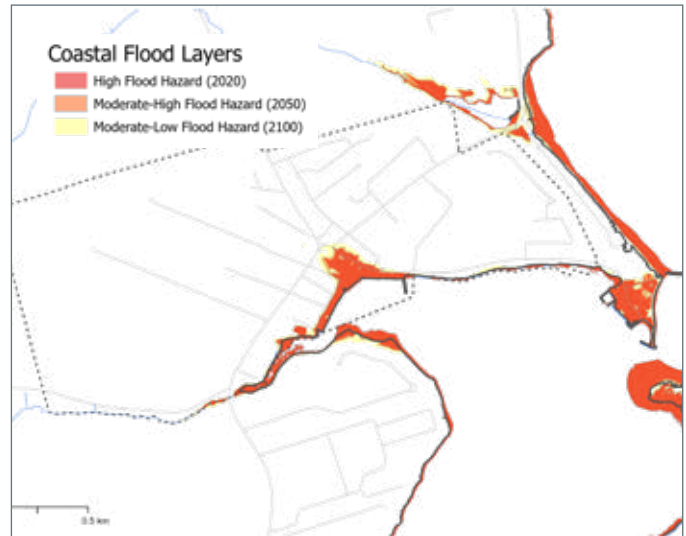 Coastal Flood Layers
High Flood Hazard (2020)
Moderate-High Flood Hazard (2050)
Moderate-Low Flood Hazard (2100)
0.5 km